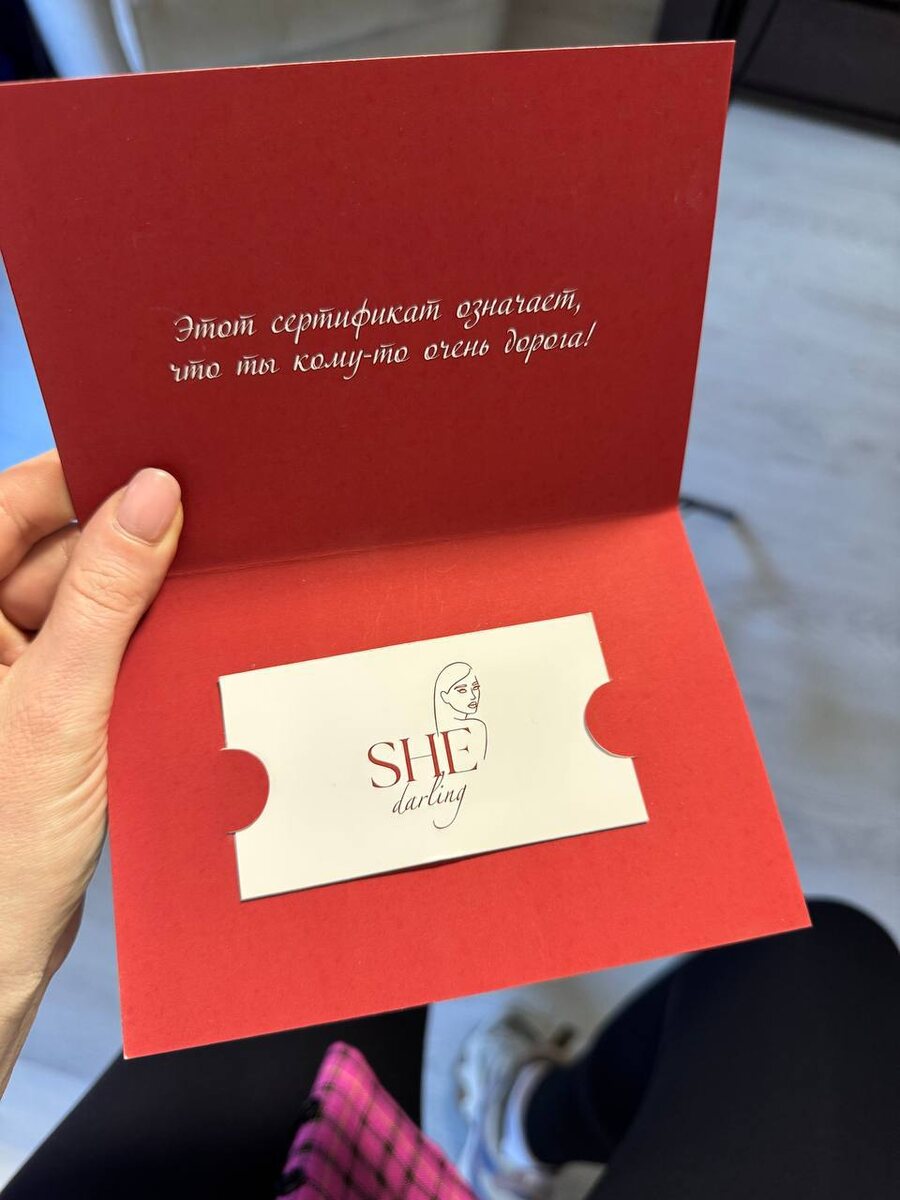 Этот сертификат означает,
что ты кому-то очень дорога!
SHE
darling